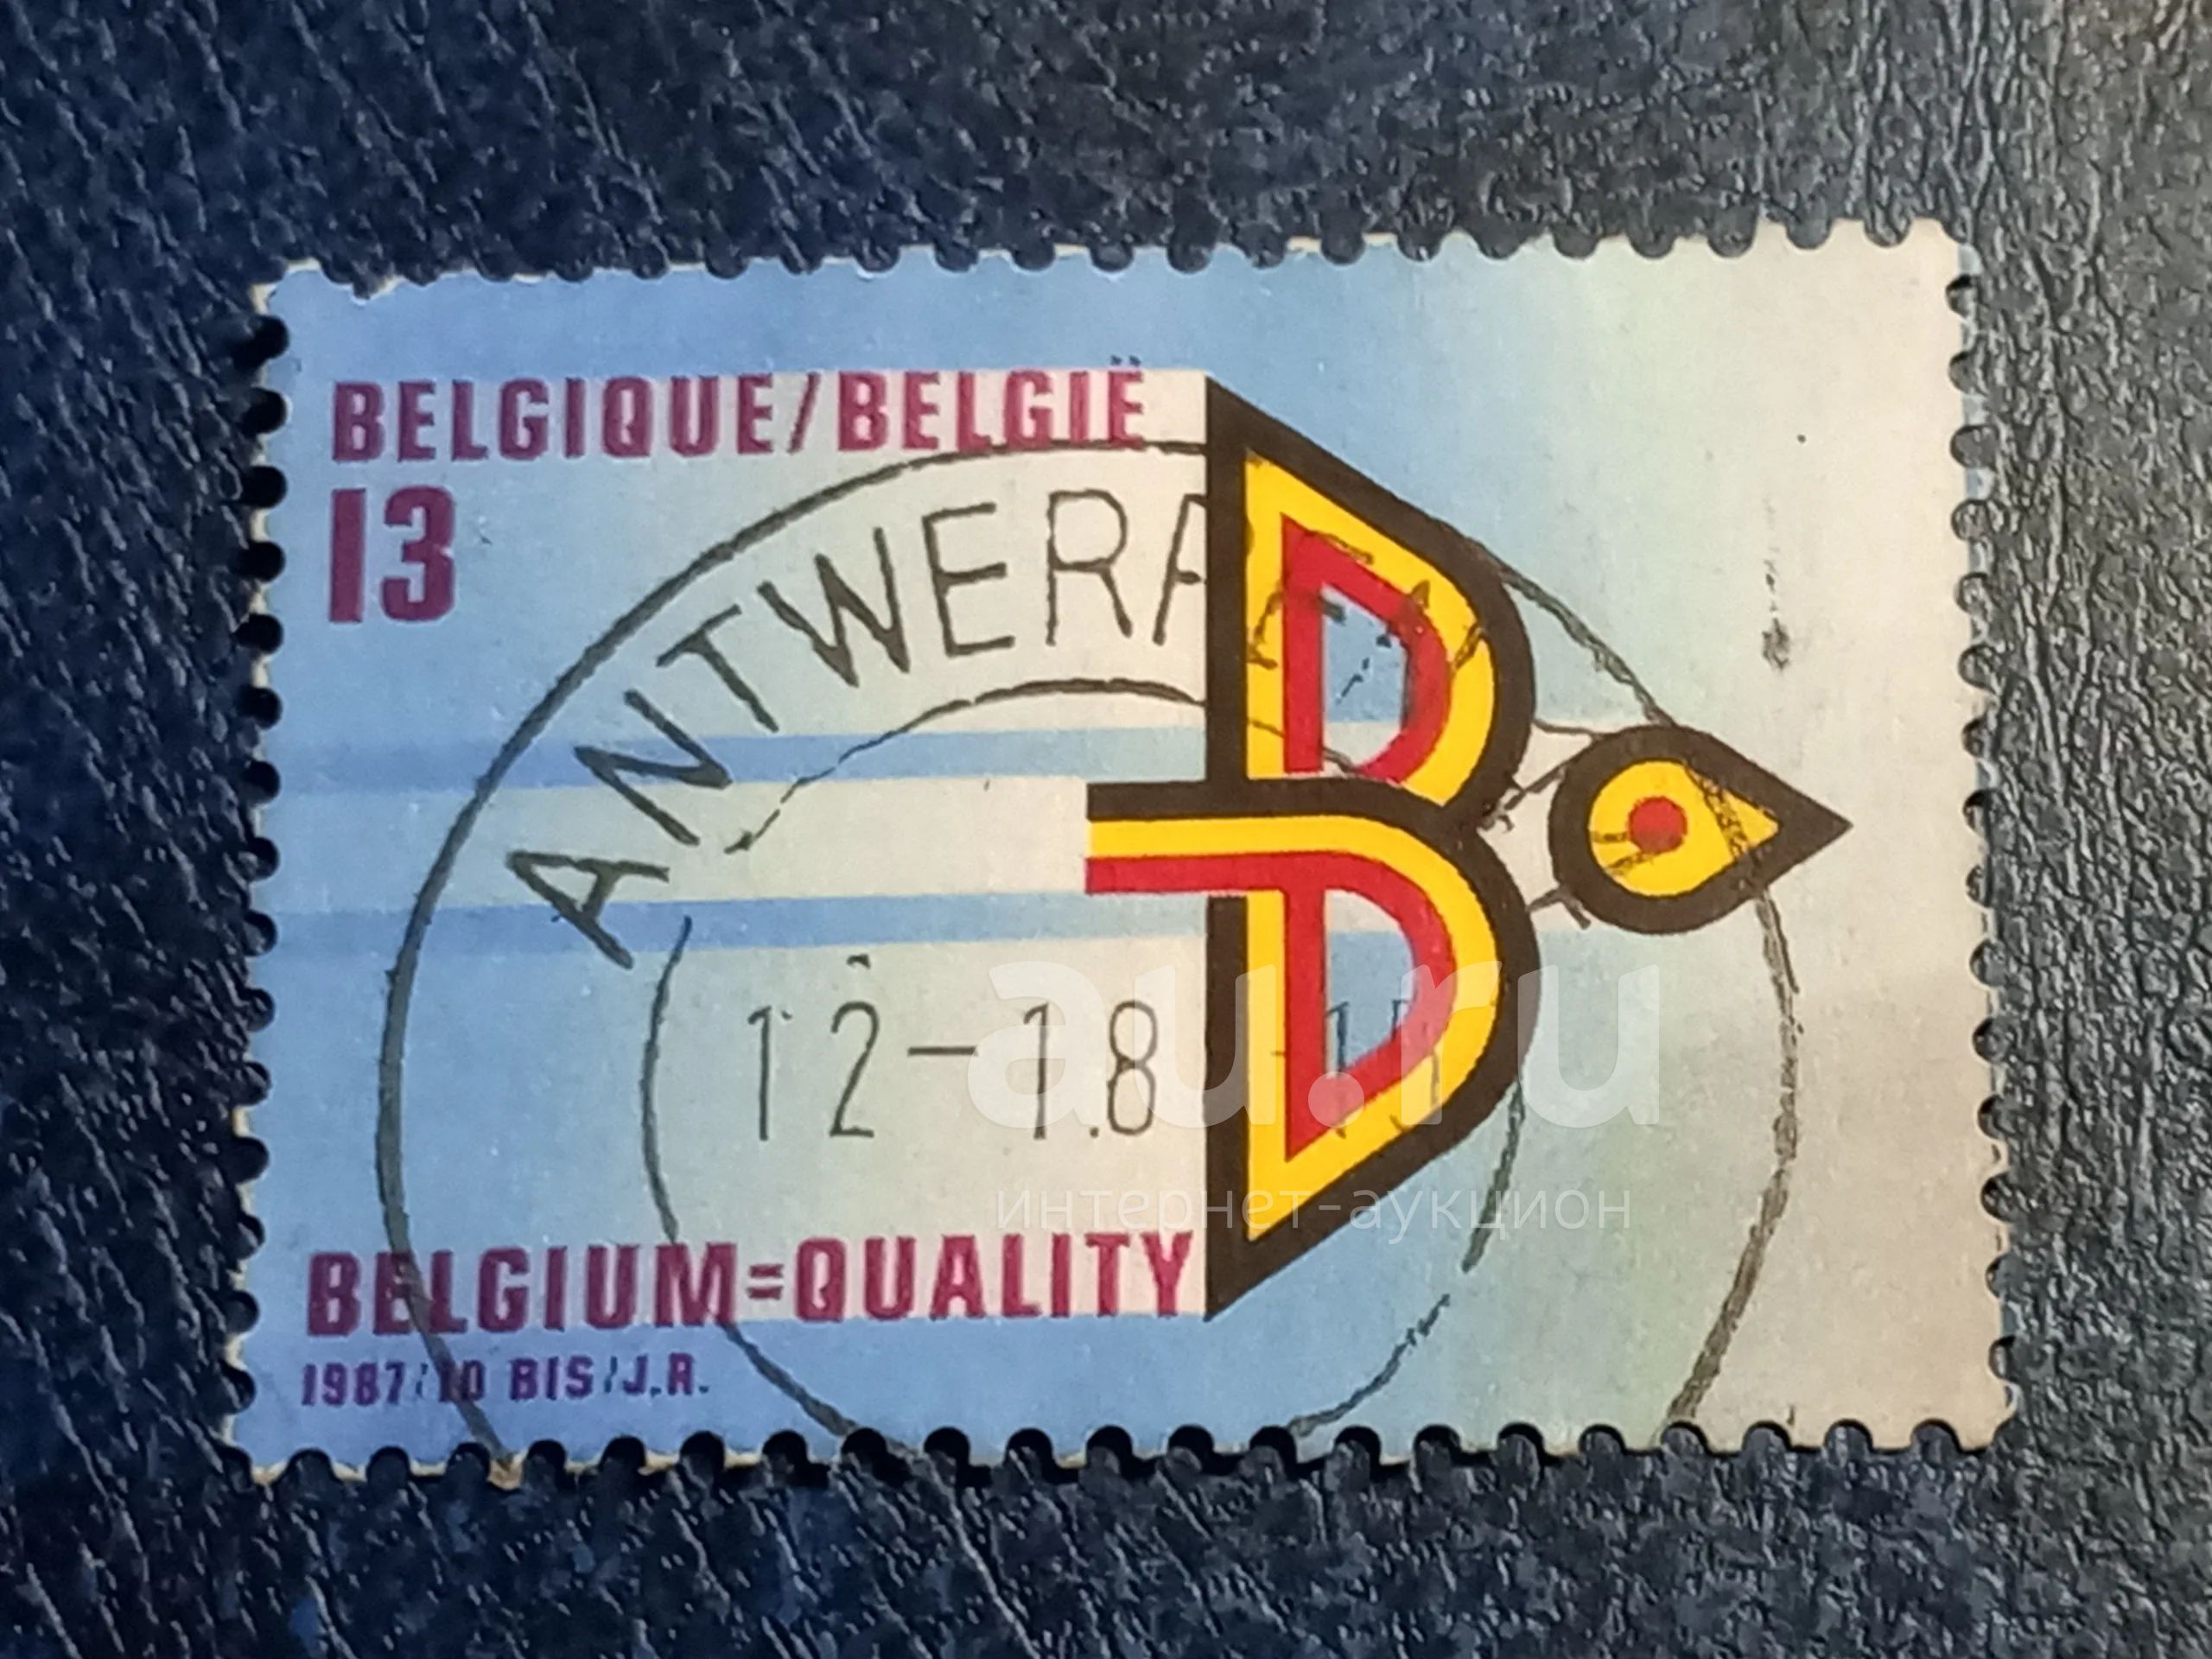 BELGIQUE/BELGIË
13
ANTWERP
12-1.8
au.ru
интернет-аукцион
BELGIUM=QUALITY
1987/10 BIS/J.R.